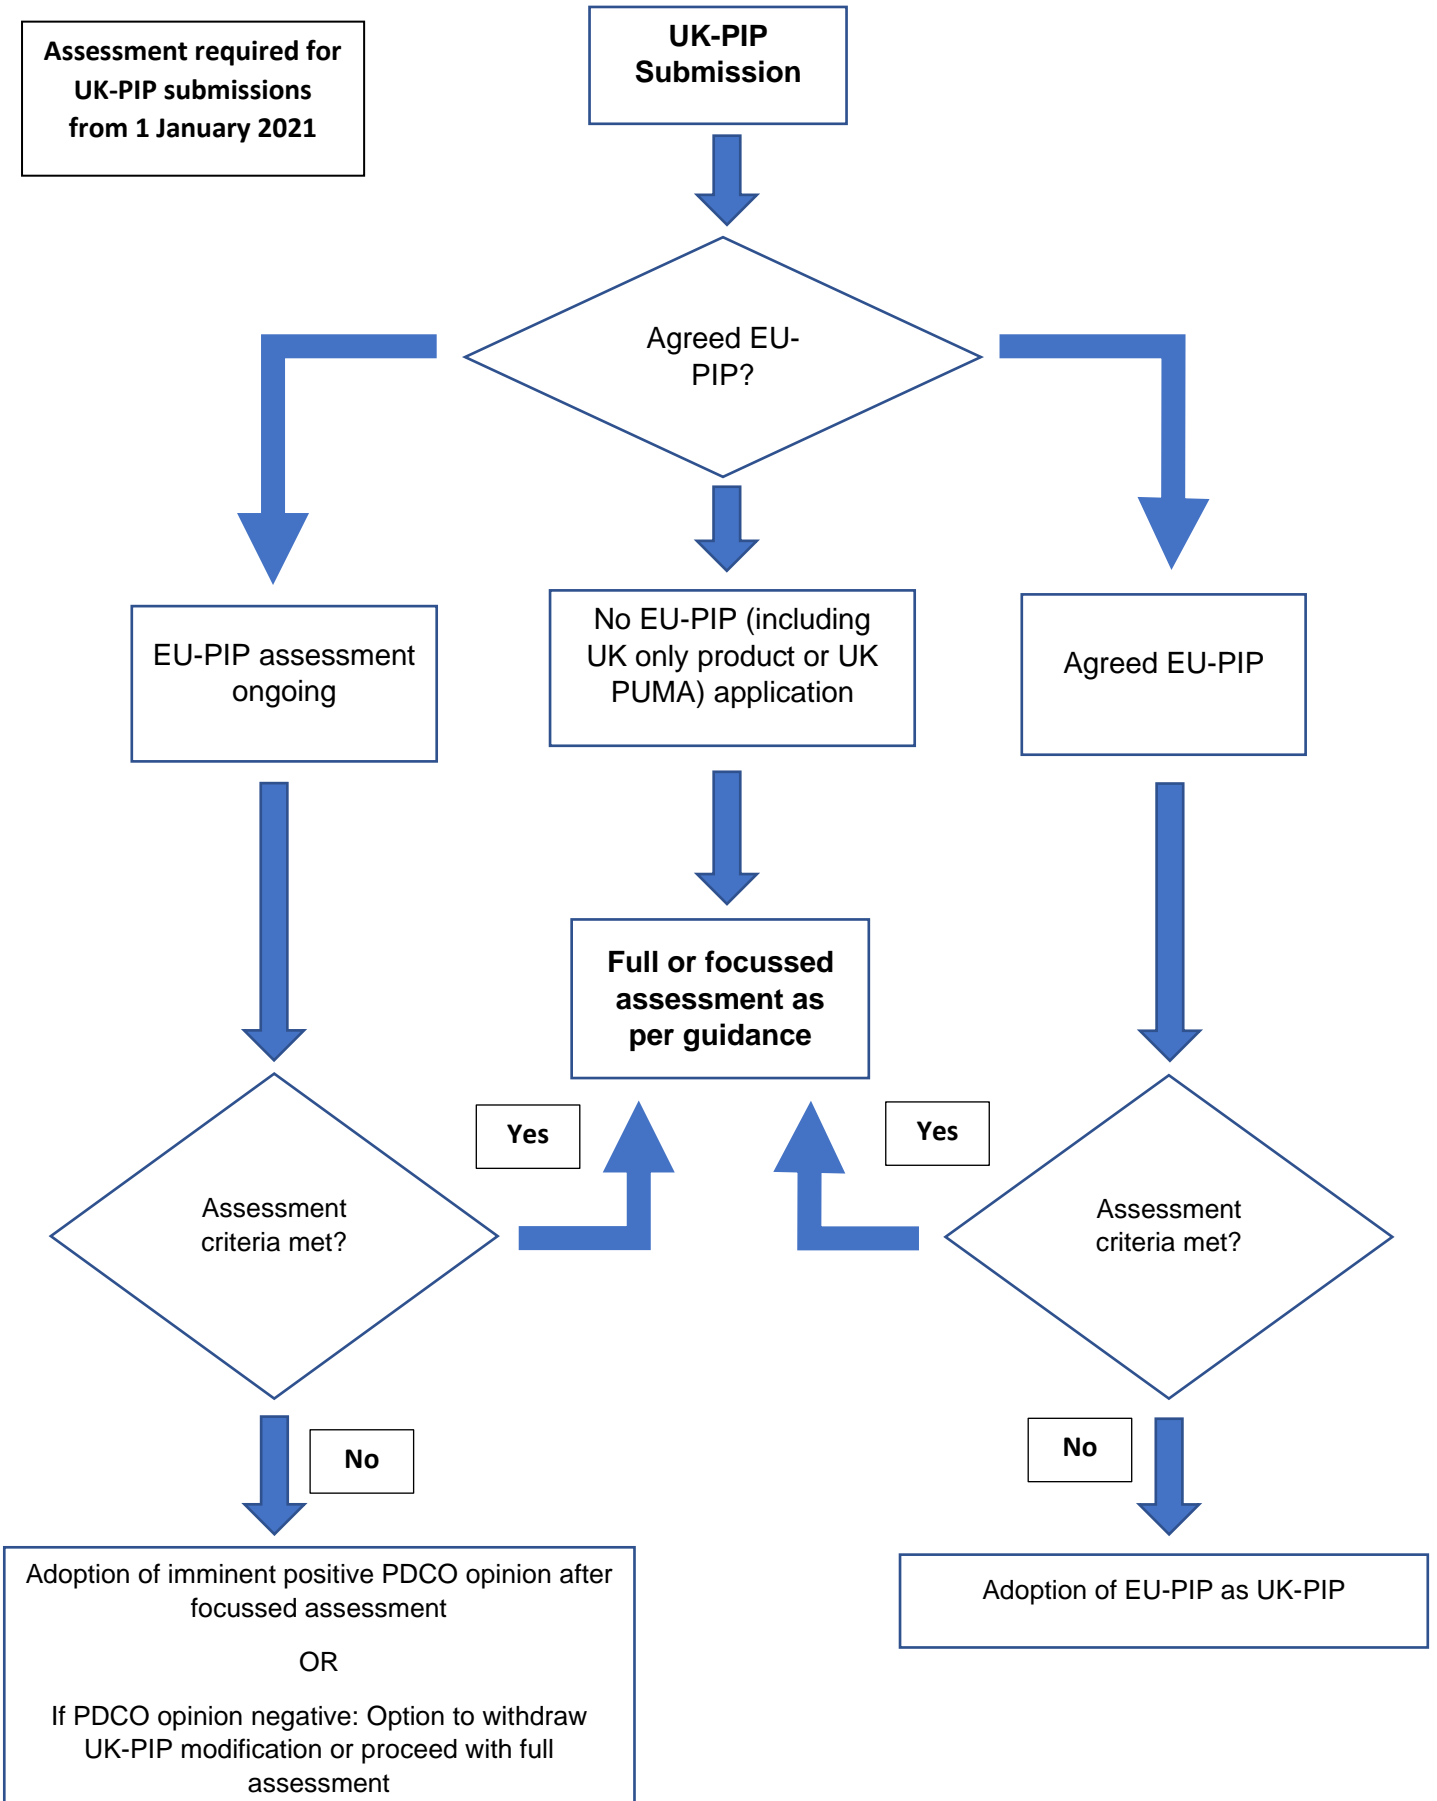 Assessment required for
UK-PIP submissions
from 1 January 2021
UK-PIP
Submission
Agreed EU-
PIP?
EU-PIP assessment
ongoing
No EU-PIP (including
UK only product or UK
PUMA) application
Agreed EU-PIP
Full or focussed
assessment as
per guidance
Yes
Yes
Assessment
criteria met?
Assessment
criteria met?
No
No
Adoption of imminent positive PDCO opinion after
focussed assessment
OR
If PDCO opinion negative: Option to withdraw
UK-PIP modification or proceed with full
assessment
Adoption of EU-PIP as UK-PIP